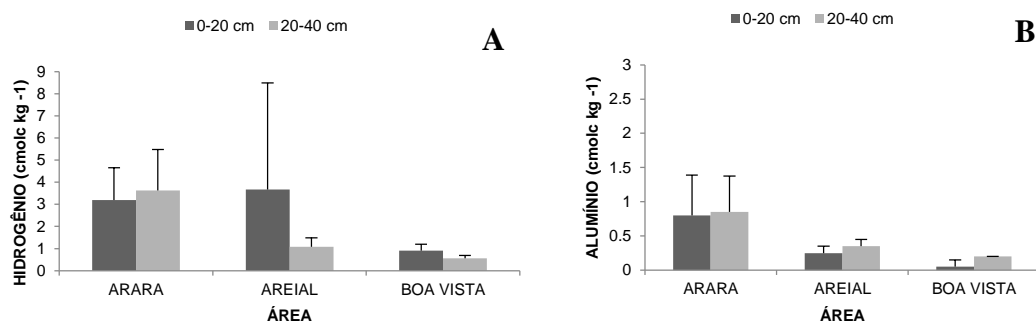 0-20 cm 20-40 cm
A
9
8
7
6
5
4
3
2
1
0
HIDROGÊNIO (cmolc kg -1)
ARARA AREIAL BOA VISTA
ÁREA
0-20 cm 20-40 cm
B
3
2.5
2
1.5
1
0.5
0
ALUMÍNIO (cmolc kg -1)
ARARA AREIAL BOA VISTA
ÁREA